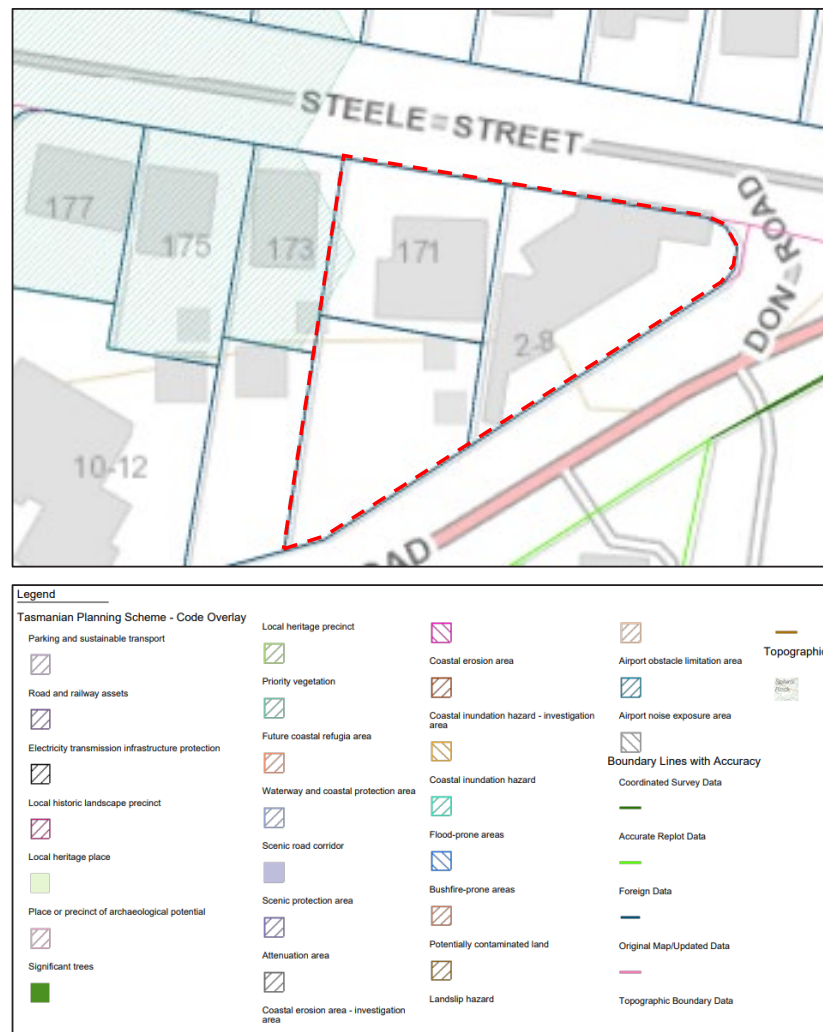 STEELE STREET
DON ROAD
177
175
173
171
2-8
10-12
OAD
Legend
Tasmanian Planning Scheme - Code Overlay
Parking and sustainable transport
Road and railway assets
Electricity transmission infrastructure protection
Local historic landscape precinct
Local heritage place
Place or precinct of archaeological potential
Significant trees
Local heritage precinct
Priority vegetation
Future coastal refugia area
Waterway and coastal protection area
Scenic road corridor
Scenic protection area
Attenuation area
Coastal erosion area - investigation
area
Coastal erosion area
Coastal inundation hazard - investigation
area
Coastal inundation hazard
Flood-prone areas
Bushfire-prone areas
Potentially contaminated land
Landslip hazard
Airport obstacle limitation area
Airport noise exposure area
Boundary Lines with Accuracy
Coordinated Survey Data
Accurate Replot Data
Foreign Data
Original Map/Updated Data
Topographic Boundary Data
Topographic